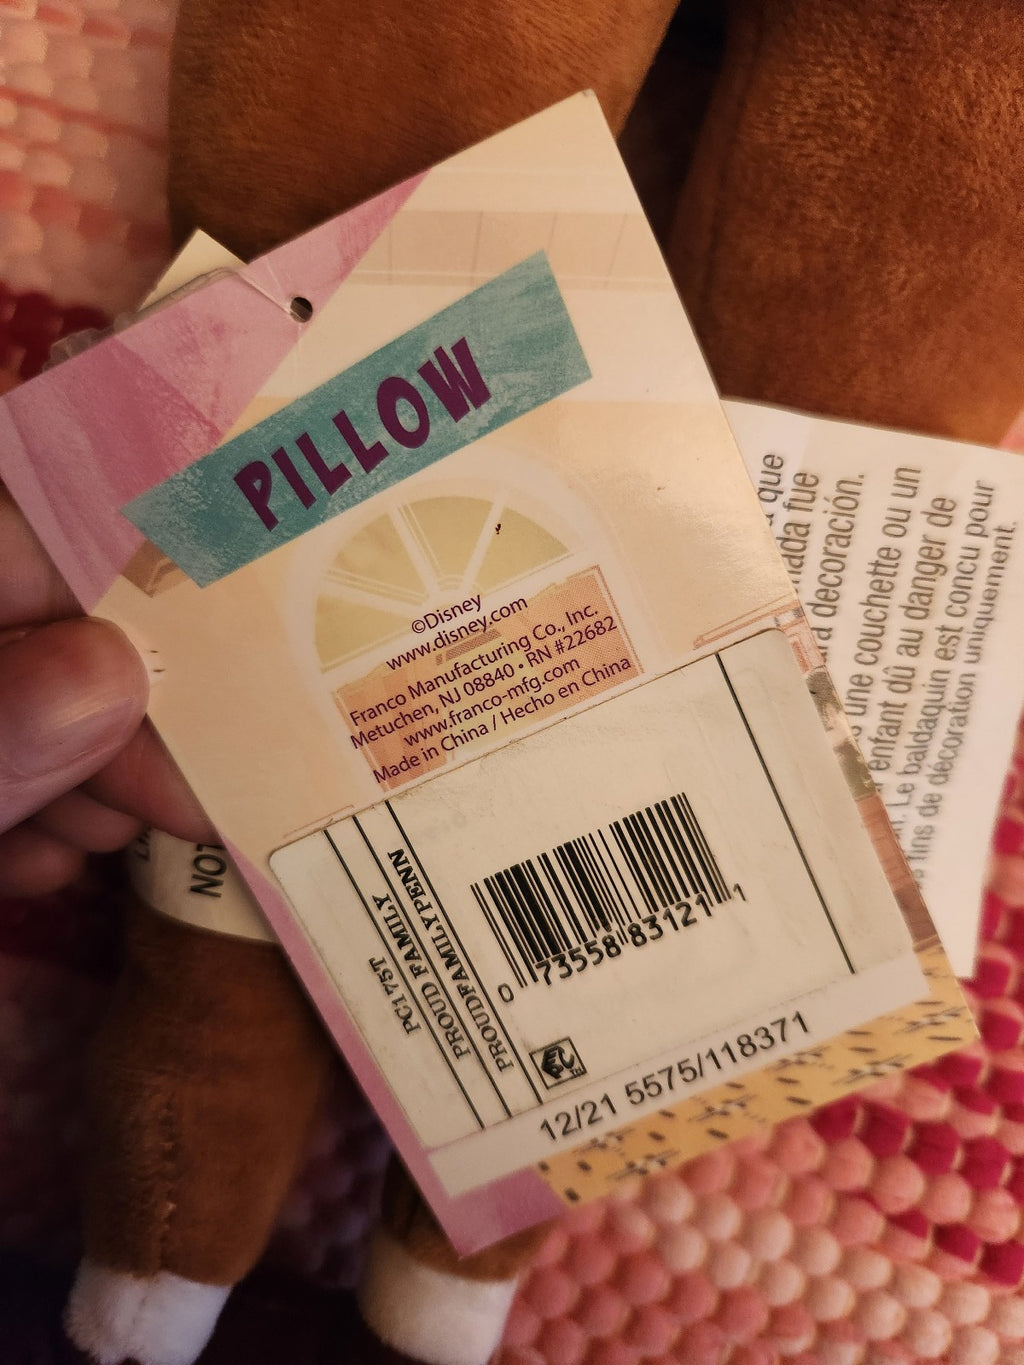 PILLOW
©Disney
www.disney.com
Franco Manufacturing Co., Inc.
Metuchen, NJ 08840 • RN #22682
www.franco-mfg.com
Made in China / Hecho en China
PC175T
PROUD FAMILY
PROUDFAMILYPENN
0 73558 83121 1
12/21 5575/118371
NOT
que
fue
decoración.
une couchette ou un
enfant dû au danger de
Le baldaquin est concu pour
fins de décoration uniquement.